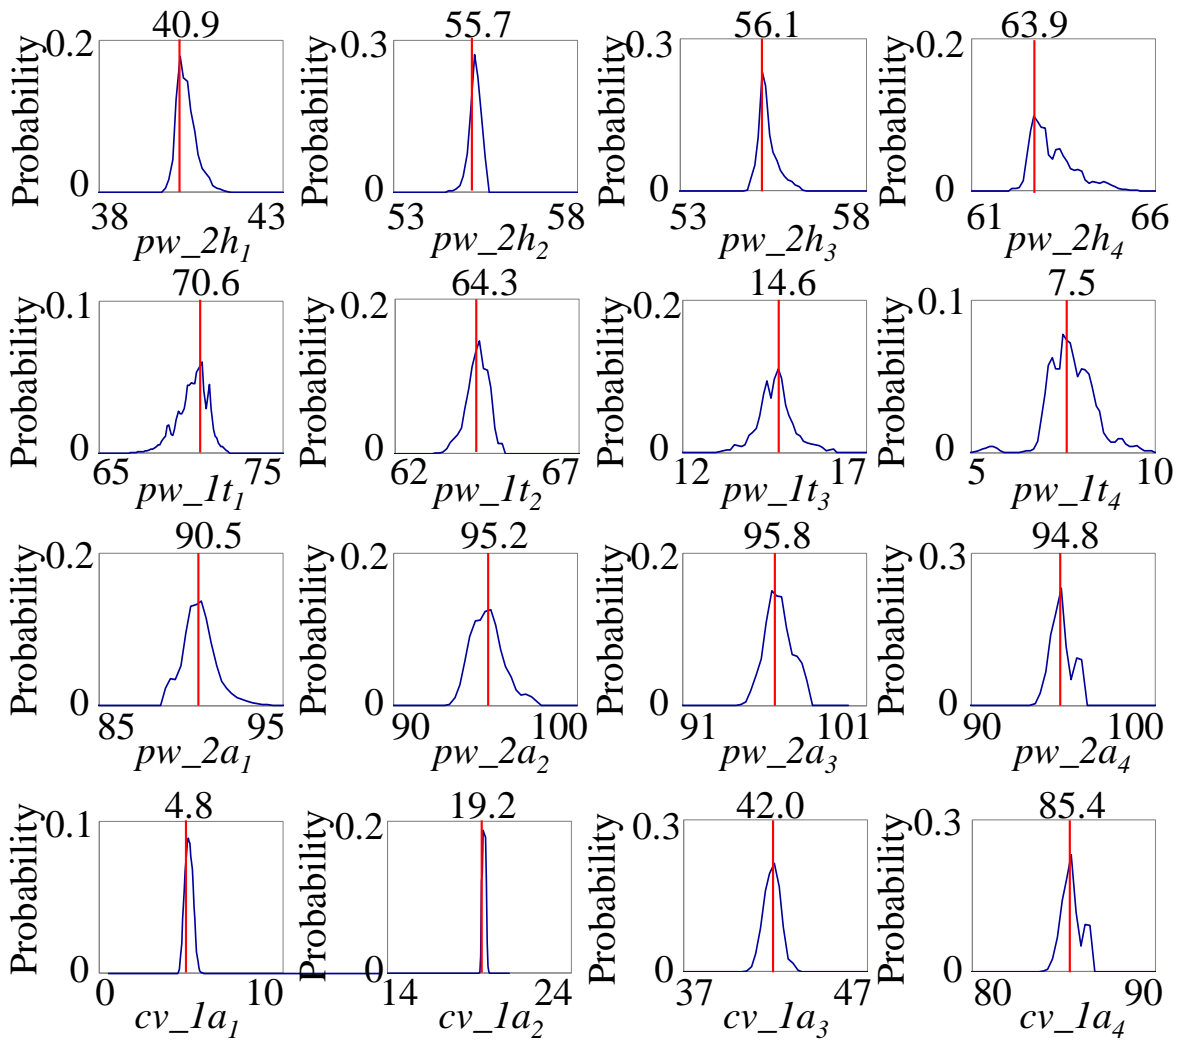 40.9 55.7 56.1 63.9
Probability 0.2 0 38 43 Probability 0.3 0 53 58 Probability 0.3 0 53 58 Probability 0.2 0 61 66
pw_2h1 pw_2h2 pw_2h3 pw_2h4
70.6 64.3 14.6 7.5
Probability 0.1 0 65 75 Probability 0.2 0 62 67 Probability 0.2 0 12 17 Probability 0.1 0 5 10
pw_1t1 pw_1t2 pw_1t3 pw_1t4
90.5 95.2 95.8 94.8
Probability 0.2 0 85 95 Probability 0.2 0 90 100 Probability 0.2 0 91 101 Probability 0.3 0 90 100
pw_2a1 pw_2a2 pw_2a3 pw_2a4
4.8 19.2 42.0 85.4
Probability 0.1 0 0 10 Probability 0.2 0 14 24 Probability 0.3 0 37 47 Probability 0.3 0 80 90
cv_1a1 cv_1a2 cv_1a3 cv_1a4